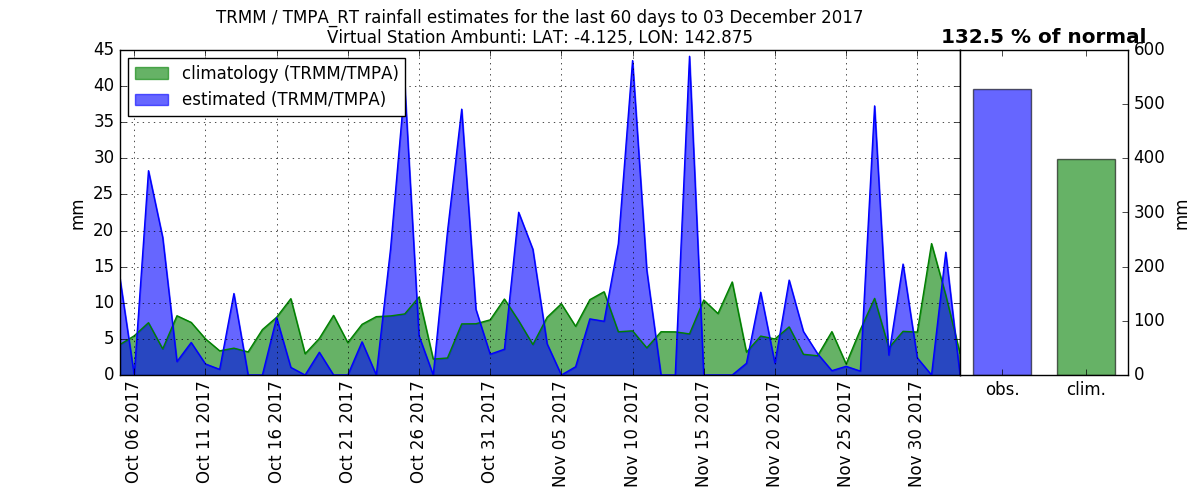 TRMM / TMPA_RT rainfall estimates for the last 60 days to 03 December 2017
Virtual Station Ambunti: LAT: -4.125, LON: 142.875
132.5 % of normal
climatology (TRMM/TMPA)
estimated (TRMM/TMPA)
45
40
35
30
25
20
15
10
5
0
mm
Oct 06 2017
Oct 11 2017
Oct 16 2017
Oct 21 2017
Oct 26 2017
Oct 31 2017
Nov 05 2017
Nov 10 2017
Nov 15 2017
Nov 20 2017
Nov 25 2017
Nov 30 2017
obs.
clim.
600
500
400
300
200
100
0
mm